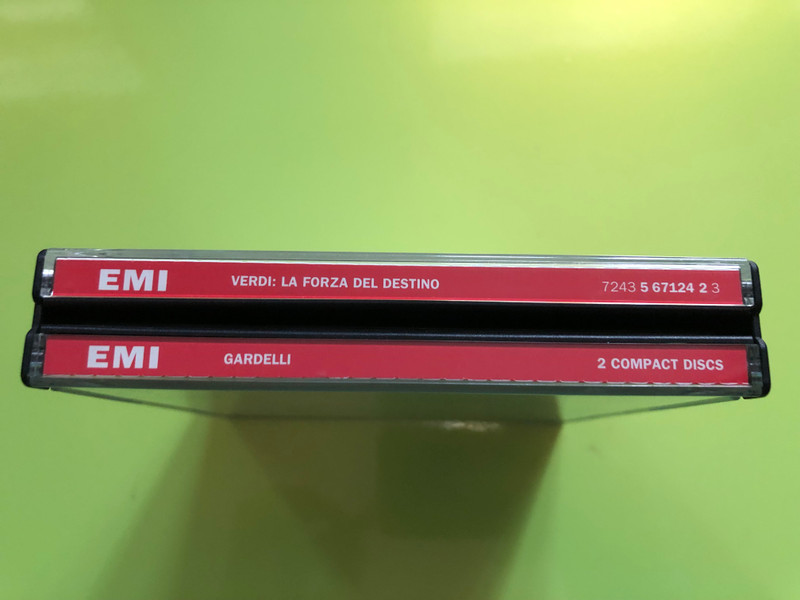 EMI VERDI: LA FORZA DEL DESTINO 7243 5 67124 2 3
EMI GARDELLI 2 COMPACT DISCS